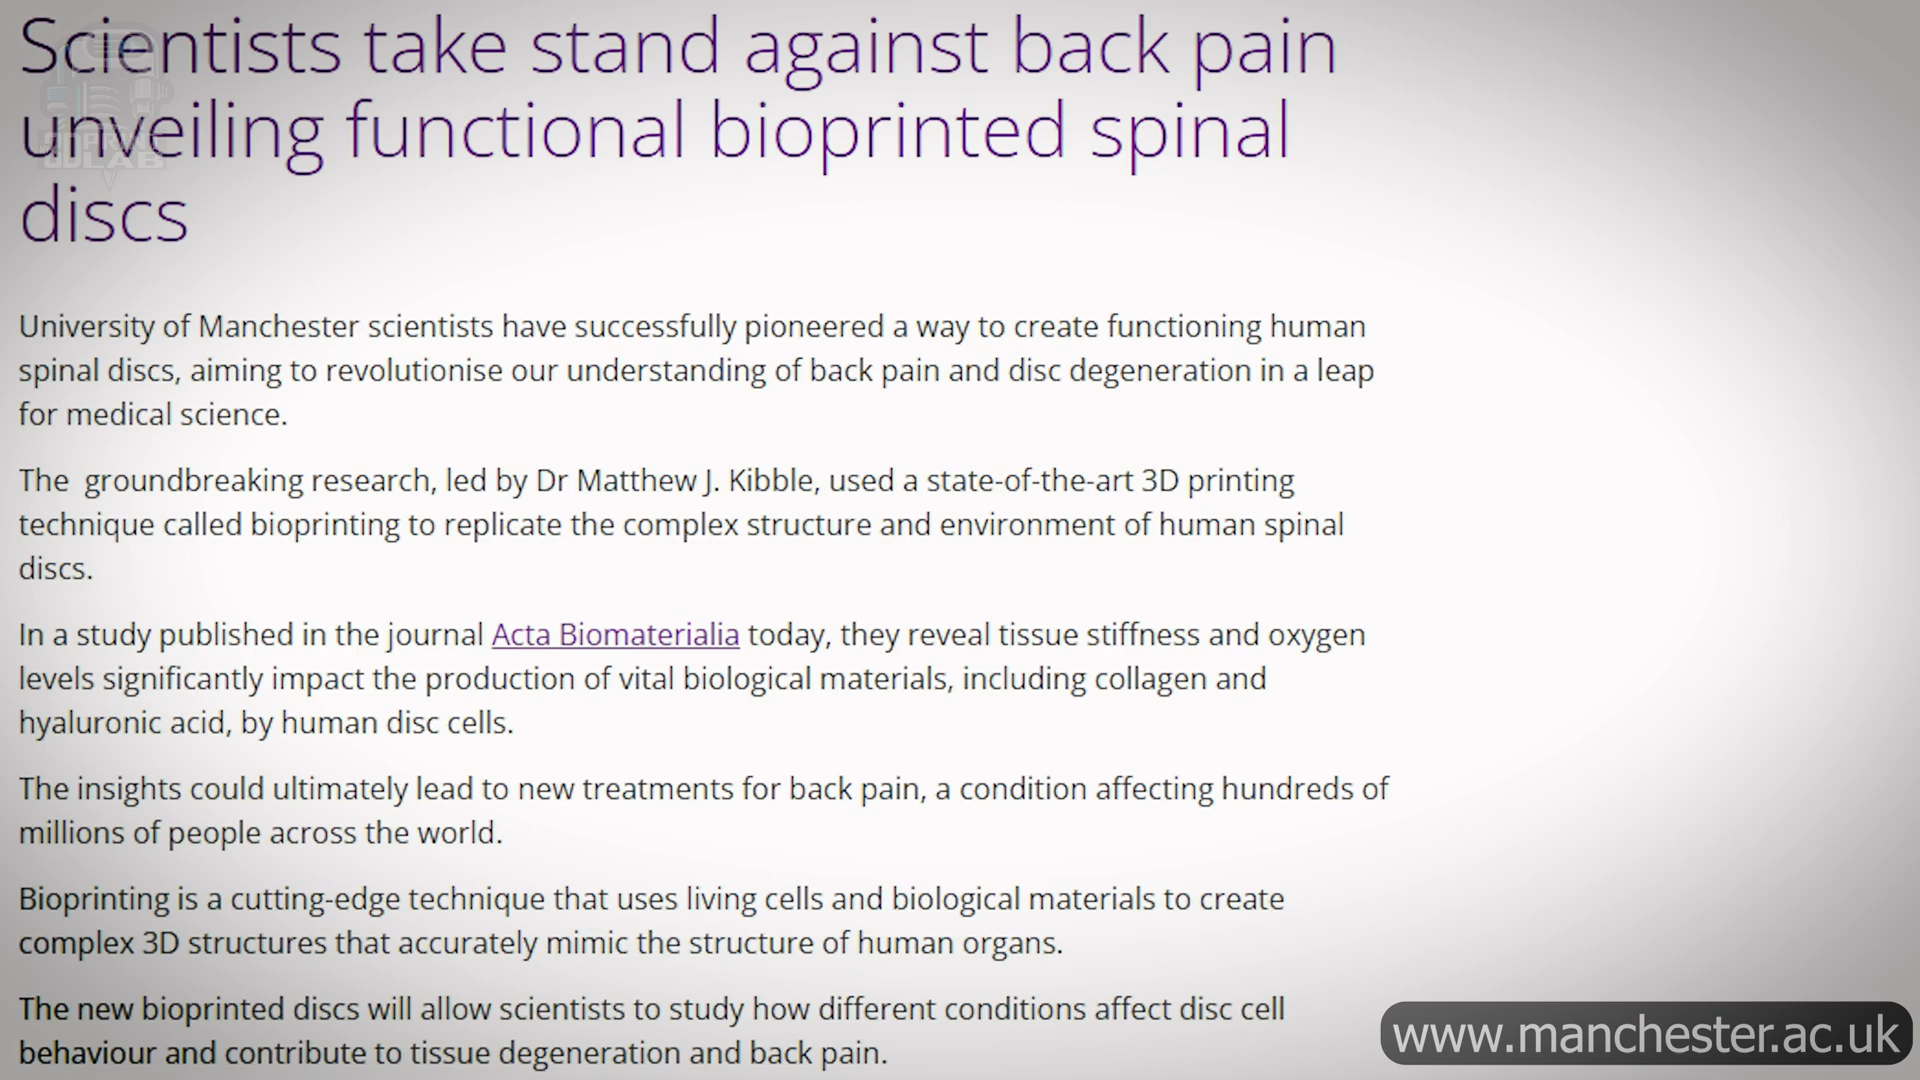 Scientists take stand against back pain
unveiling functional bioprinted spinal
discs
University of Manchester scientists have successfully pioneered a way to create functioning human
spinal discs, aiming to revolutionise our understanding of back pain and disc degeneration in a leap
for medical science.
The groundbreaking research, led by Dr Matthew J. Kibble, used a state-of-the-art 3D printing
technique called bioprinting to replicate the complex structure and environment of human spinal
discs.
In a study published in the journal Acta Biomaterialia today, they reveal tissue stiffness and oxygen
levels significantly impact the production of vital biological materials, including collagen and
hyaluronic acid, by human disc cells.
The insights could ultimately lead to new treatments for back pain, a condition affecting hundreds of
millions of people across the world.
Bioprinting is a cutting-edge technique that uses living cells and biological materials to create
complex 3D structures that accurately mimic the structure of human organs.
The new bioprinted discs will allow scientists to study how different conditions affect disc cell
behaviour and contribute to tissue degeneration and back pain.
www.manchester.ac.uk